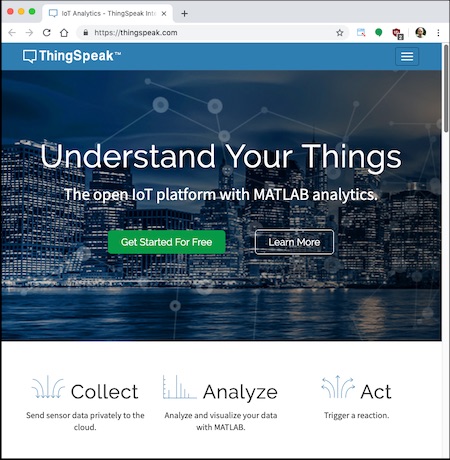 IoT Analytics - ThingSpeak Inte
https://thingspeak.com
ThingSpeak™
Understand Your Things
The open IoT platform with MATLAB analytics.
Get Started For Free
Learn More
Collect
Send sensor data privately to the
cloud.
Analyze
Analyze and visualize your data
with MATLAB.
Act
Trigger a reaction.